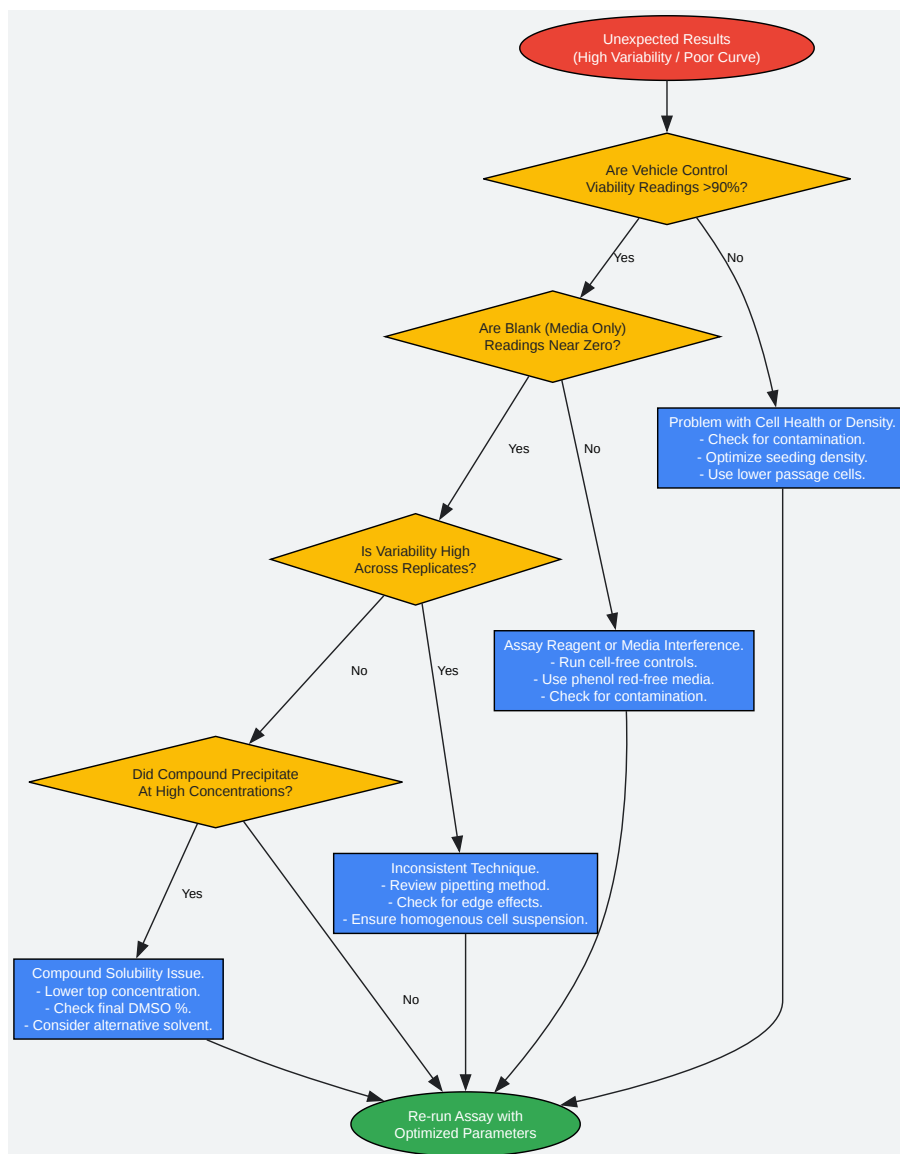 Unexpected Results
(High Variability / Poor Curve)
Are Vehicle Control
Viability Readings >90%?
Yes
No
Are Blank (Media Only)
Readings Near Zero?
Problem with Cell Health or Density.
- Check for contamination.
- Optimize seeding density.
- Use lower passage cells.
Yes
No
Is Variability High
Across Replicates?
Assay Reagent or Media Interference.
- Run cell-free controls.
- Use phenol red-free media.
- Check for contamination.
No
Yes
Did Compound Precipitate
At High Concentrations?
Inconsistent Technique.
- Review pipetting method.
- Check for edge effects.
- Ensure homogenous cell suspension.
Yes
No
Compound Solubility Issue.
- Lower top concentration.
- Check final DMSO %.
- Consider alternative solvent.
Re-run Assay with
Optimized Parameters